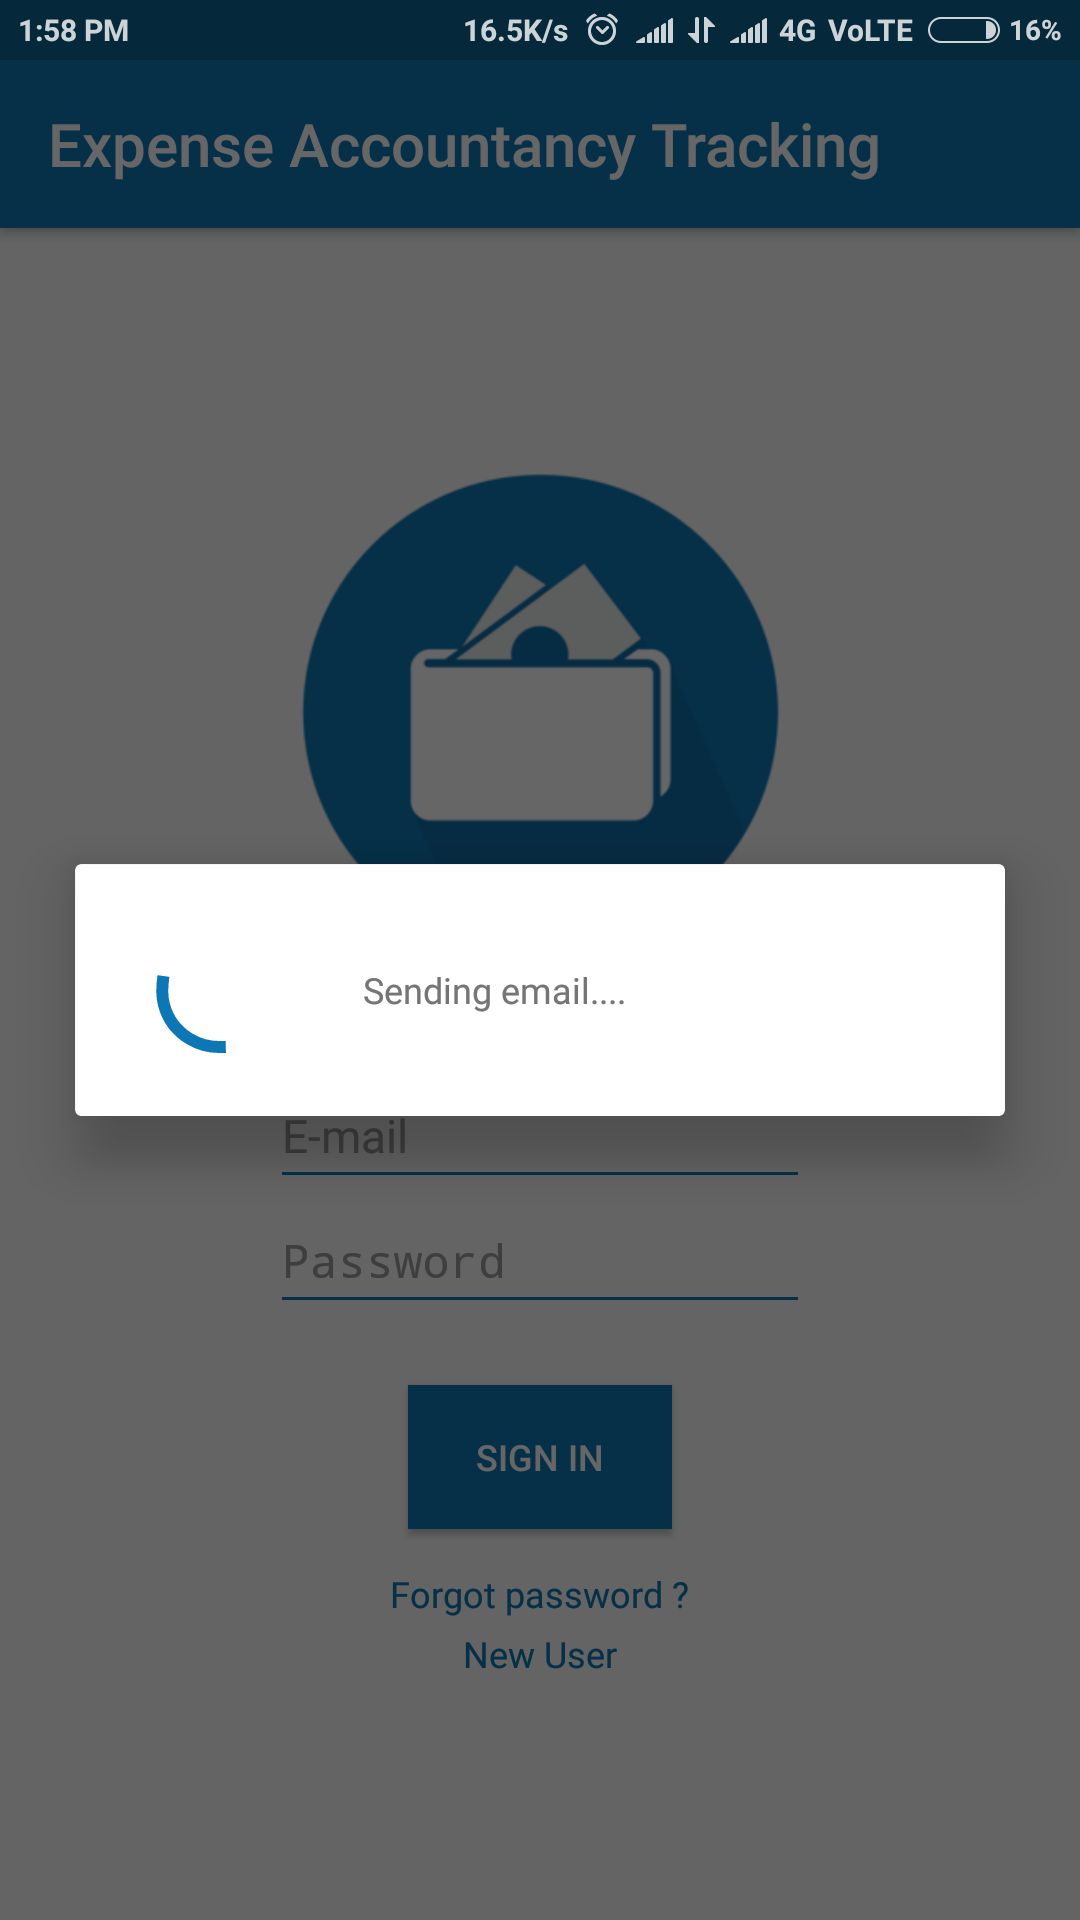 1:58 PM 16.5K/s 4G VoLTE 16%
Expense Accountancy Tracking
Sending email....
E-mail
Password
SIGN IN
Forgot password ?
New User